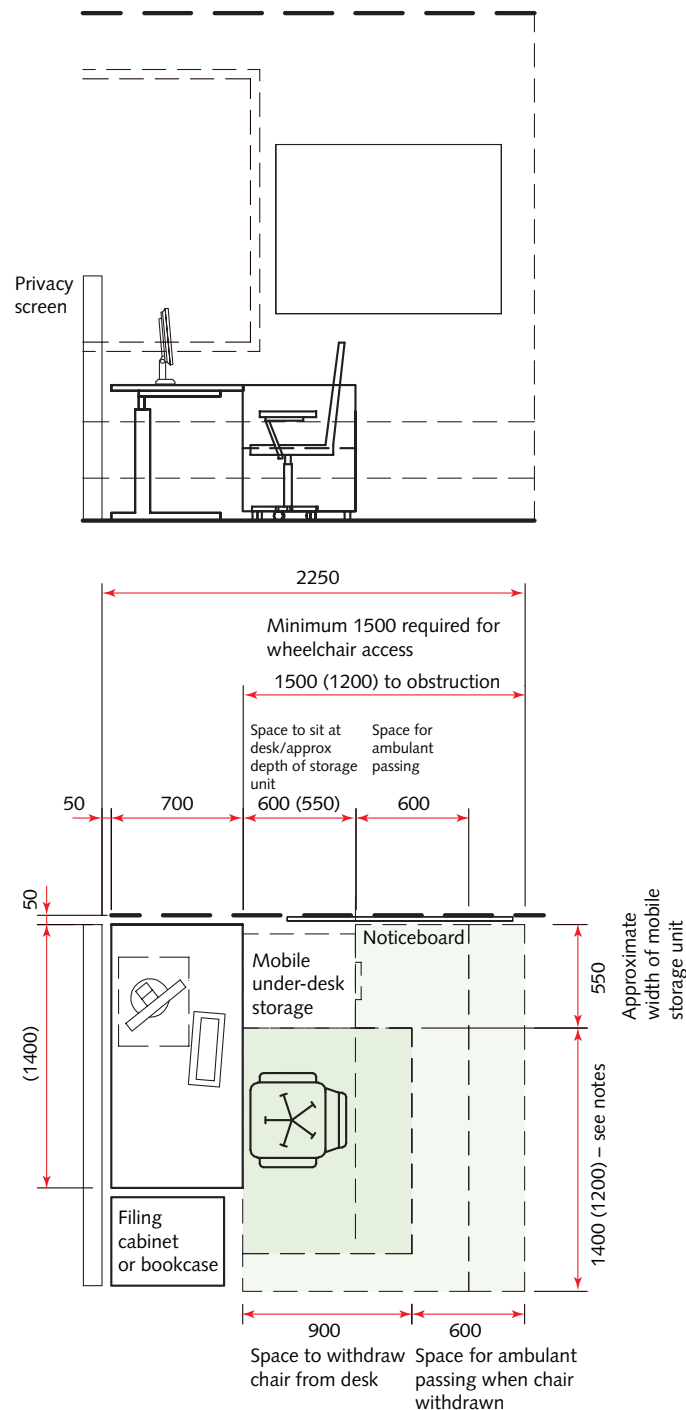 Privacy
screen
2250
Minimum 1500 required for
wheelchair access
1500 (1200) to obstruction
Space to sit at
desk/approx
depth of storage
unit
Space for
ambulant
passing
50
700
600 (550)
600
50
Noticeboard
Mobile
under-desk
storage
550
Approximate
width of mobile
storage unit
(1400)
1400 (1200) – see notes
Filing
cabinet
or bookcase
900
Space to withdraw
chair from desk
600
Space for ambulant
passing when chair
withdrawn